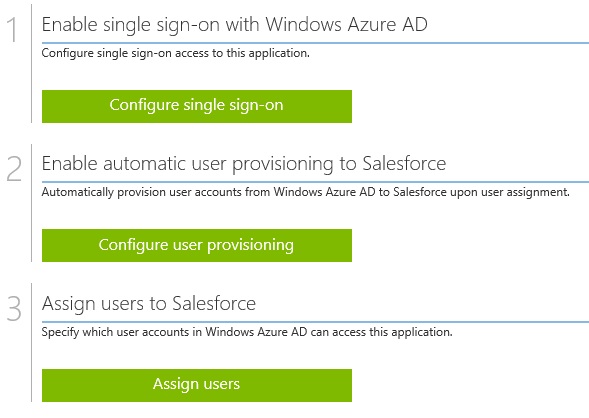 1 Enable single sign-on with Windows Azure AD
Configure single sign-on access to this application.
Configure single sign-on
2 Enable automatic user provisioning to Salesforce
Automatically provision user accounts from Windows Azure AD to Salesforce upon user assignment.
Configure user provisioning
3 Assign users to Salesforce
Specify which user accounts in Windows Azure AD can access this application.
Assign users